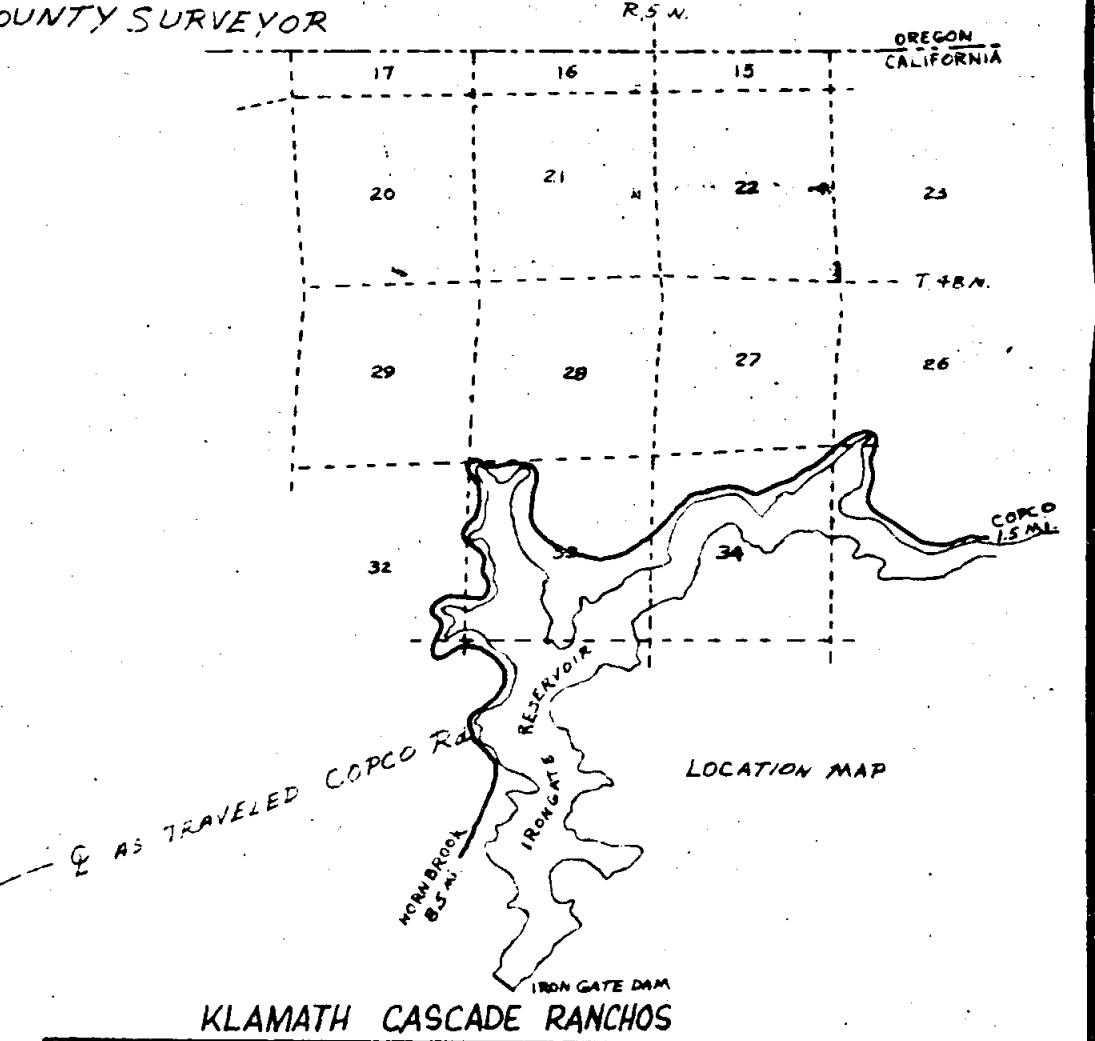 OUNTY SURVEYOR
R. 5 W.
OREGON
CALIFORNIA
17
16
15
20
21
22
23
T. 48 N.
29
28
27
26
COPCO
1.5 MI.
32
33
34
RESERVOIR
IRONGATE
LOCATION MAP
℄ AS TRAVELED COPCO Rd
HORNBROOK
8.5 Mi.
IRON GATE DAM
KLAMATH CASCADE RANCHOS